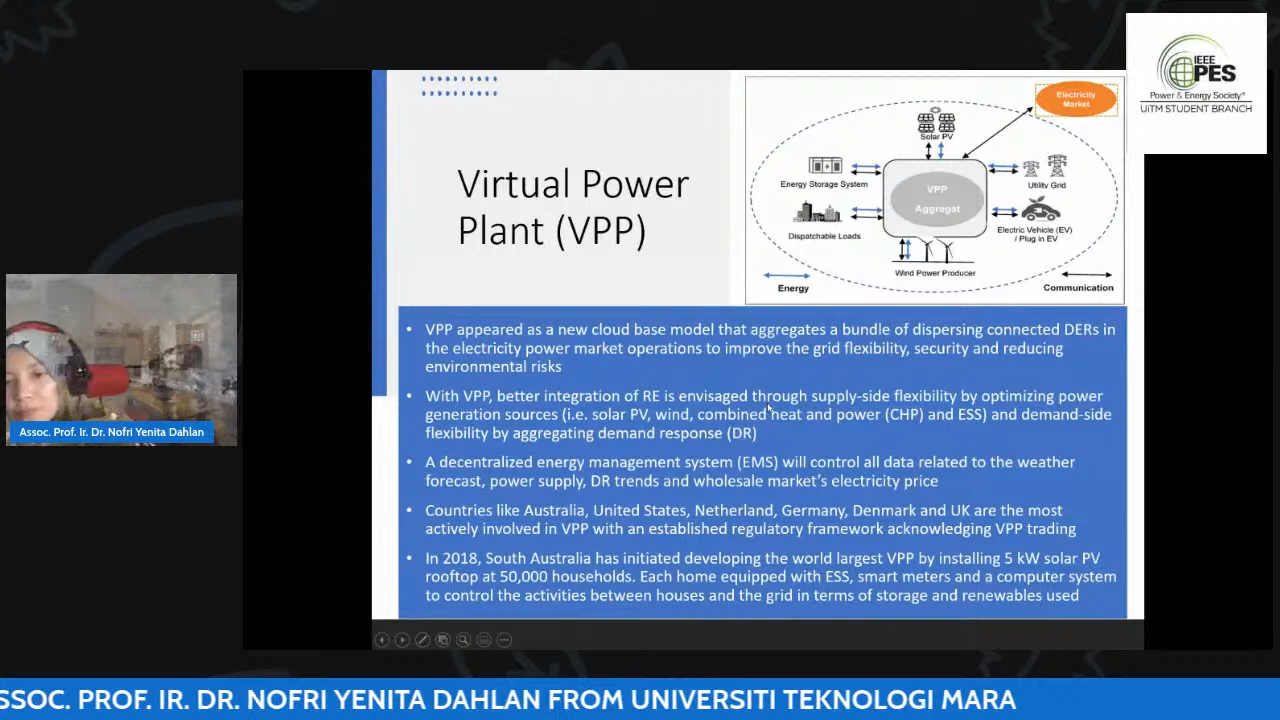 IEEE
PES
Power & Energy Society®
UiTM STUDENT BRANCH
Virtual Power
Plant (VPP)
Electricity
Market
Solar PV
Energy Storage System
Utility Grid
VPP
Aggregat
Dispatchable Loads
Electric Vehicle (EV)
/ Plug in EV
Wind Power Producer
Energy
Communication
• VPP appeared as a new cloud base model that aggregates a bundle of dispersing connected DERs in
the electricity power market operations to improve the grid flexibility, security and reducing
environmental risks
• With VPP, better integration of RE is envisaged through supply-side flexibility by optimizing power
generation sources (i.e. solar PV, wind, combined heat and power (CHP) and ESS) and demand-side
flexibility by aggregating demand response (DR)
• A decentralized energy management system (EMS) will control all data related to the weather
forecast, power supply, DR trends and wholesale market's electricity price
• Countries like Australia, United States, Netherland, Germany, Denmark and UK are the most
actively involved in VPP with an established regulatory framework acknowledging VPP trading
• In 2018, South Australia has initiated developing the world largest VPP by installing 5 kW solar PV
rooftop at 50,000 households. Each home equipped with ESS, smart meters and a computer system
to control the activities between houses and the grid in terms of storage and renewables used
Assoc. Prof. Ir. Dr. Nofri Yenita Dahlan
SSOC. PROF. IR. DR. NOFRI YENITA DAHLAN FROM UNIVERSITI TEKNOLOGI MARA